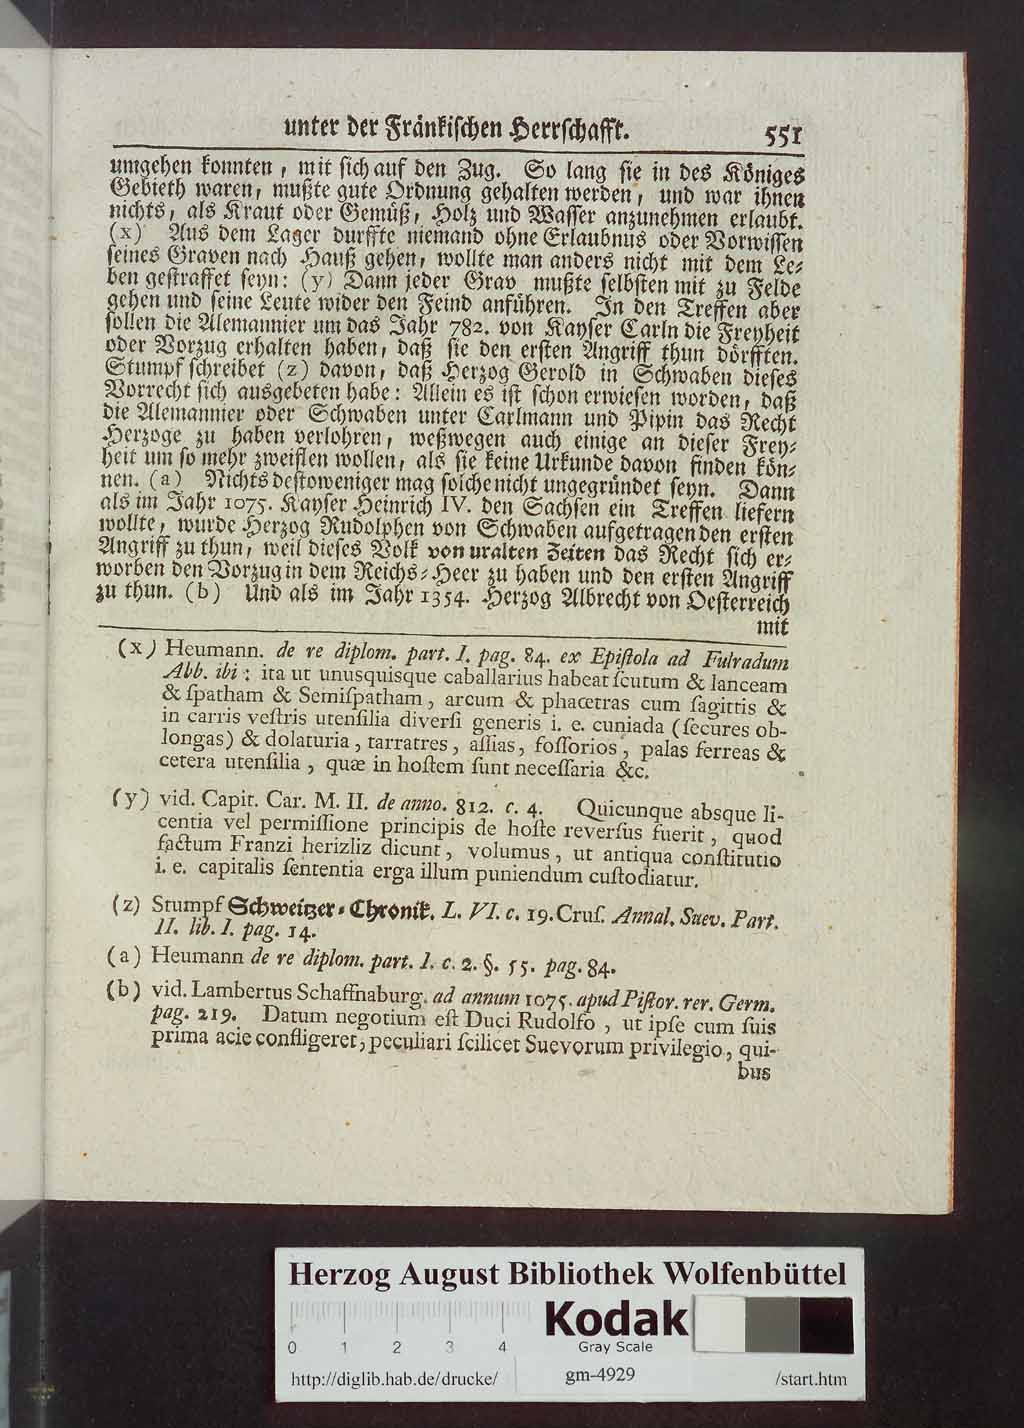 unter der Fränkischen Herrschafft. 551
umgehen konnten, mit sich auf den Zug. So lang sie in des Königes
Gebieth waren, mußte gute Ordnung gehalten werden, und war ihnen
nichts, als Kraut oder Gemüß, Holz und Wasser anzunehmen erlaubt.
(x) Aus dem Lager durffte niemand ohne Erlaubnus oder Vorwissen
seines Graven nach Hauß gehen, wollte man anders nicht mit dem Le-
ben gestraffet seyn: (y) Dann jeder Grav mußte selbsten mit zu Felde
gehen und seine Leute wider den Feind anführen. In den Treffen aber
sollen die Alemannier um das Jahr 782. von Kayser Carln die Freyheit
oder Vorzug erhalten haben, daß sie den ersten Angriff thun dörfften.
Stumpf schreibet (z) davon, daß Herzog Gerold in Schwaben dieses
Vorrecht sich ausgebeten habe: Allein es ist schon erwiesen worden, daß
die Alemannier oder Schwaben unter Carlmann und Pipin das Recht
Herzoge zu haben verlohren, weßwegen auch einige an dieser Frey-
heit um so mehr zweiflen wollen, als sie keine Urkunde davon finden kön-
nen. (a) Nichts destoweniger mag solche nicht ungegründet seyn. Dann
als im Jahr 1075. Kayser Heinrich IV. den Sachsen ein Treffen liefern
wollte, wurde Herzog Rudolphen von Schwaben aufgetragen den ersten
Angriff zu thun, weil dieses Volk von uralten Zeiten das Recht sich er-
worben den Vorzug in dem Reichs-Heer zu haben und den ersten Angriff
zu thun. (b) Und als im Jahr 1354. Herzog Albrecht von Oesterreich
mit
(x) Heumann. de re diplom. part. I. pag. 84. ex Epistola ad Fulradum
Abb. ibi: ita ut unusquisque caballarius habeat scutum & lanceam
& spatham & Semispatham, arcum & phacetras cum sagittis &
in carris vestris utensilia diversi generis i. e. cuniada (secures ob-
longas) & dolaturia, tarratres, assias, fossorios, palas ferreas &
cetera utensilia, quæ in hostem sunt necessaria &c.
(y) vid. Capit. Car. M. II. de anno. 812. c. 4. Quicunque absque li-
centia vel permissione principis de hoste reversus fuerit, quod
factum Franzi herizliz dicunt, volumus, ut antiqua constitutio
i. e. capitalis sententia erga illum puniendum custodiatur.
(z) Stumpf Schweitzer-Chronik. L. VI. c. 19. Crus. Annal. Suev. Part.
II. lib. I. pag. 14.
(a) Heumann de re diplom. part. I. c. 2. §. 55. pag. 84.
(b) vid. Lambertus Schaffnaburg. ad annum 1075. apud Pistor. rer. Germ.
pag. 219. Datum negotium est Duci Rudolfo, ut ipse cum suis
prima acie confligeret, peculiari scilicet Suevorum privilegio, qui-
bus
Herzog August Bibliothek Wolfenbüttel
Kodak
Gray Scale
0 1 2 3 4
http://diglib.hab.de/drucke/ gm-4929 /start.htm